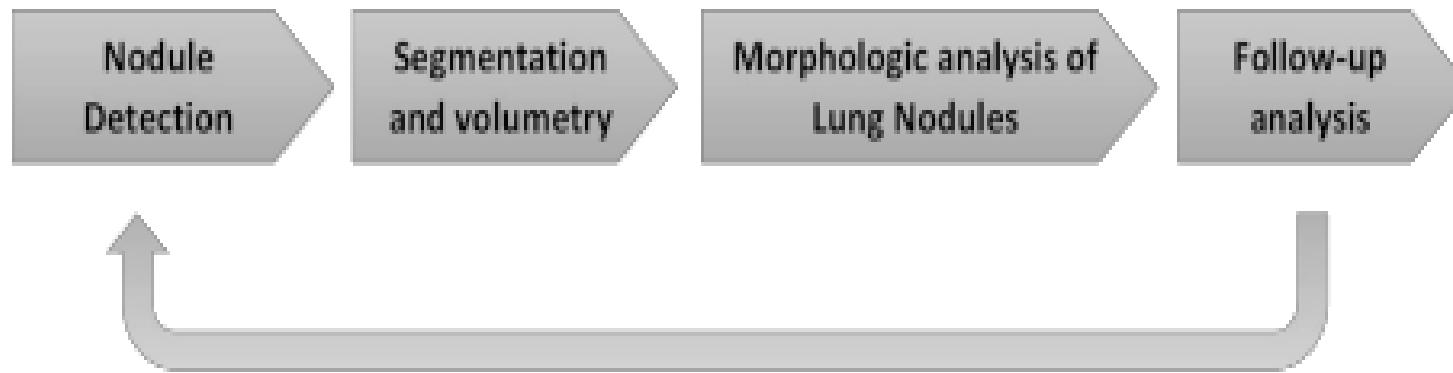 Nodule
Detection
Segmentation
and volumetry
Morphologic analysis of
Lung Nodules
Follow-up
analysis